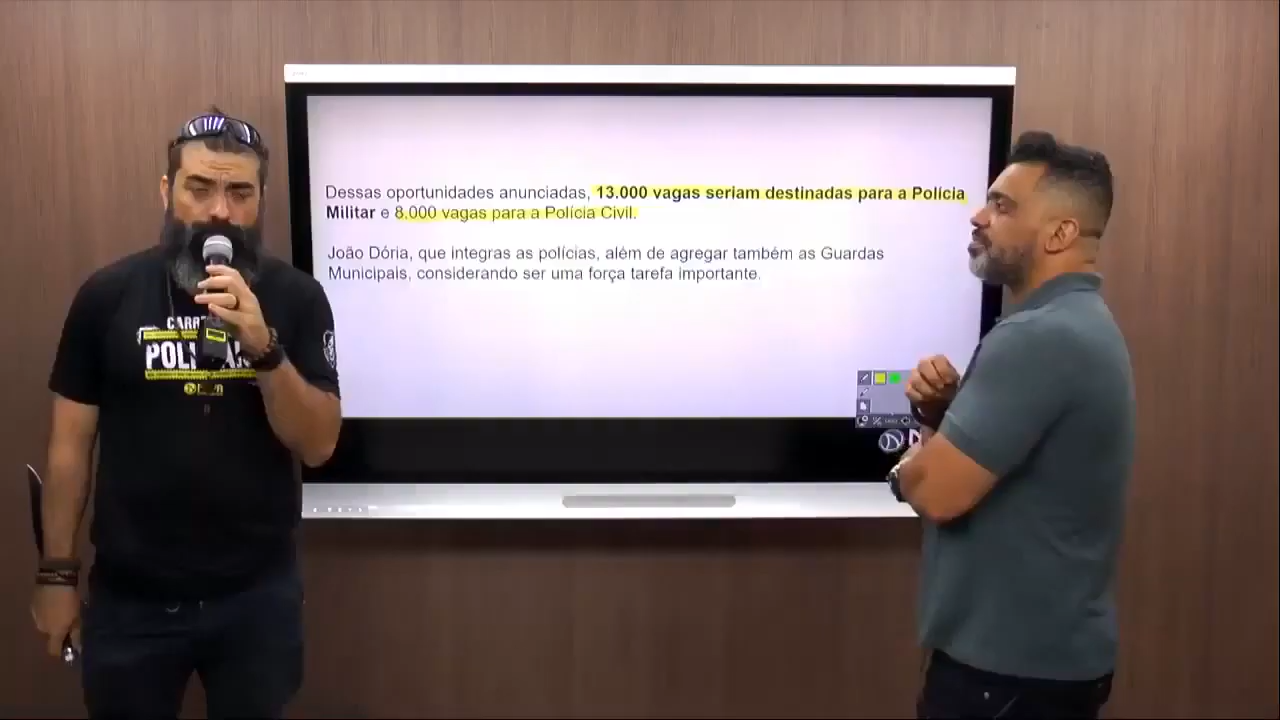 Dessas oportunidades anunciadas, 13.000 vagas seriam destinadas para a Polícia
Militar e 8.000 vagas para a Polícia Civil.
João Dória, que integras as polícias, além de agregar também as Guardas
Municipais, considerando ser uma força tarefa importante.